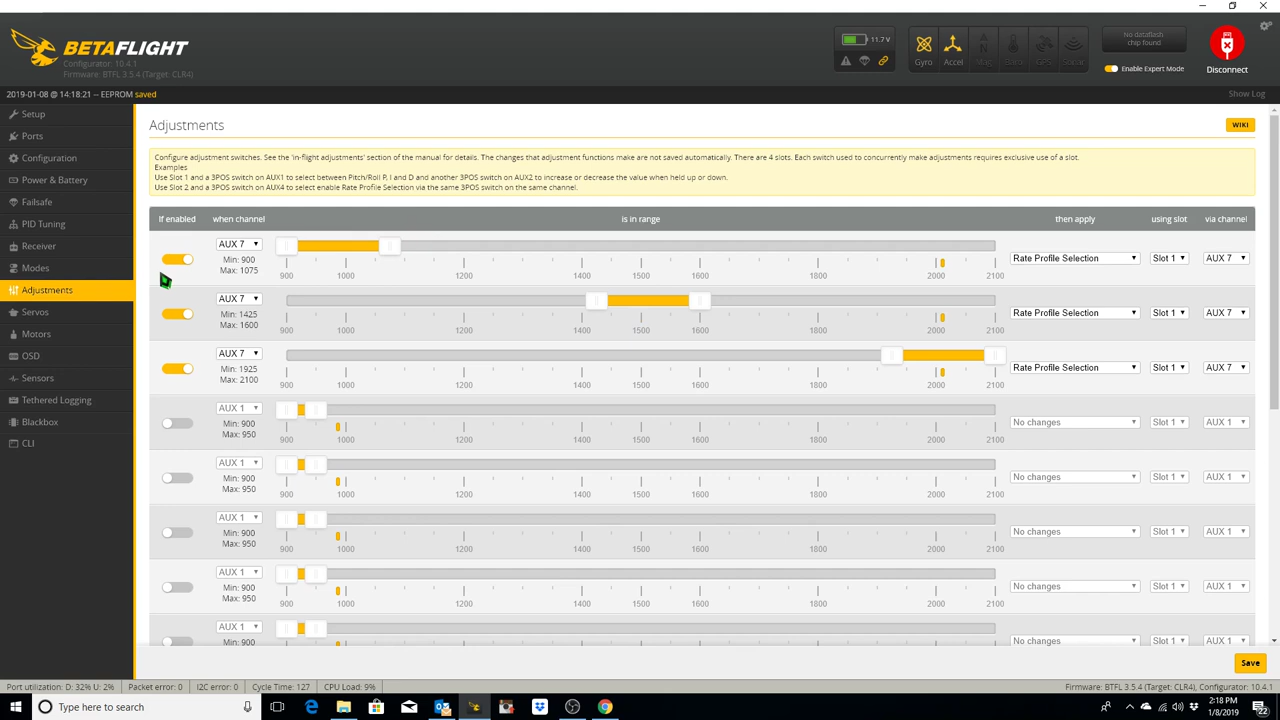 BETAFLIGHT
Configurator: 10.4.1
Firmware: BTFL 3.5.4 (Target: CLR4)
11.7 V
Gyro
Accel
Mag
Baro
GPS
Sonar
No dataflash
chip found
Enable Expert Mode
Disconnect
2019-01-08 @ 14:18:21 -- EEPROM saved
Show Log
Setup
Ports
Configuration
Power & Battery
Failsafe
PID Tuning
Receiver
Modes
Adjustments
Servos
Motors
OSD
Sensors
Tethered Logging
Blackbox
CLI
Adjustments
WIKI
Configure adjustment switches. See the 'in-flight adjustments' section of the manual for details. The changes that adjustment functions make are not saved automatically. There are 4 slots. Each switch used to concurrently make adjustments requires exclusive use of a slot.
Examples
Use Slot 1 and a 3POS switch on AUX1 to select between Pitch/Roll P, I and D and another 3POS switch on AUX2 to increase or decrease the value when held up or down.
Use Slot 2 and a 3POS switch on AUX4 to select enable Rate Profile Selection via the same 3POS switch on the same channel.
If enabled when channel is in range then apply using slot via channel
AUX 7
Min: 900
Max: 1075
900 1000 1200 1400 1500 1600 1800 2000 2100
Rate Profile Selection Slot 1 AUX 7
AUX 7
Min: 1425
Max: 1600
900 1000 1200 1400 1500 1600 1800 2000 2100
Rate Profile Selection Slot 1 AUX 7
AUX 7
Min: 1925
Max: 2100
900 1000 1200 1400 1500 1600 1800 2000 2100
Rate Profile Selection Slot 1 AUX 7
AUX 1
Min: 900
Max: 950
900 1000 1200 1400 1500 1600 1800 2000 2100
No changes Slot 1 AUX 1
AUX 1
Min: 900
Max: 950
900 1000 1200 1400 1500 1600 1800 2000 2100
No changes Slot 1 AUX 1
AUX 1
Min: 900
Max: 950
900 1000 1200 1400 1500 1600 1800 2000 2100
No changes Slot 1 AUX 1
AUX 1
Min: 900
Max: 950
900 1000 1200 1400 1500 1600 1800 2000 2100
No changes Slot 1 AUX 1
AUX 1
Min: 900
No changes Slot 1 AUX 1
Save
Port utilization: D: 32% U: 2% Packet error: 0 I2C error: 0 Cycle Time: 127 CPU Load: 9% Firmware: BTFL 3.5.4 (Target: CLR4), Configurator: 10.4.1
Type here to search
2:18 PM
1/8/2019
22